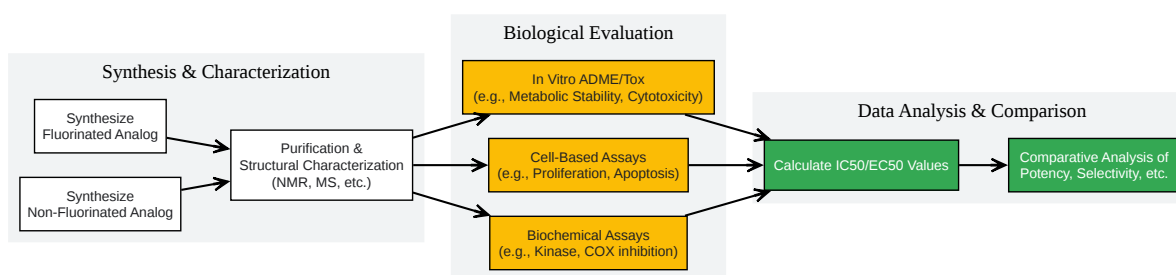 Synthesis & Characterization
Synthesize
Fluorinated Analog
Synthesize
Non-Fluorinated Analog
Purification &
Structural Characterization
(NMR, MS, etc.)
Biological Evaluation
In Vitro ADME/Tox
(e.g., Metabolic Stability, Cytotoxicity)
Cell-Based Assays
(e.g., Proliferation, Apoptosis)
Biochemical Assays
(e.g., Kinase, COX inhibition)
Data Analysis & Comparison
Calculate IC50/EC50 Values
Comparative Analysis of
Potency, Selectivity, etc.